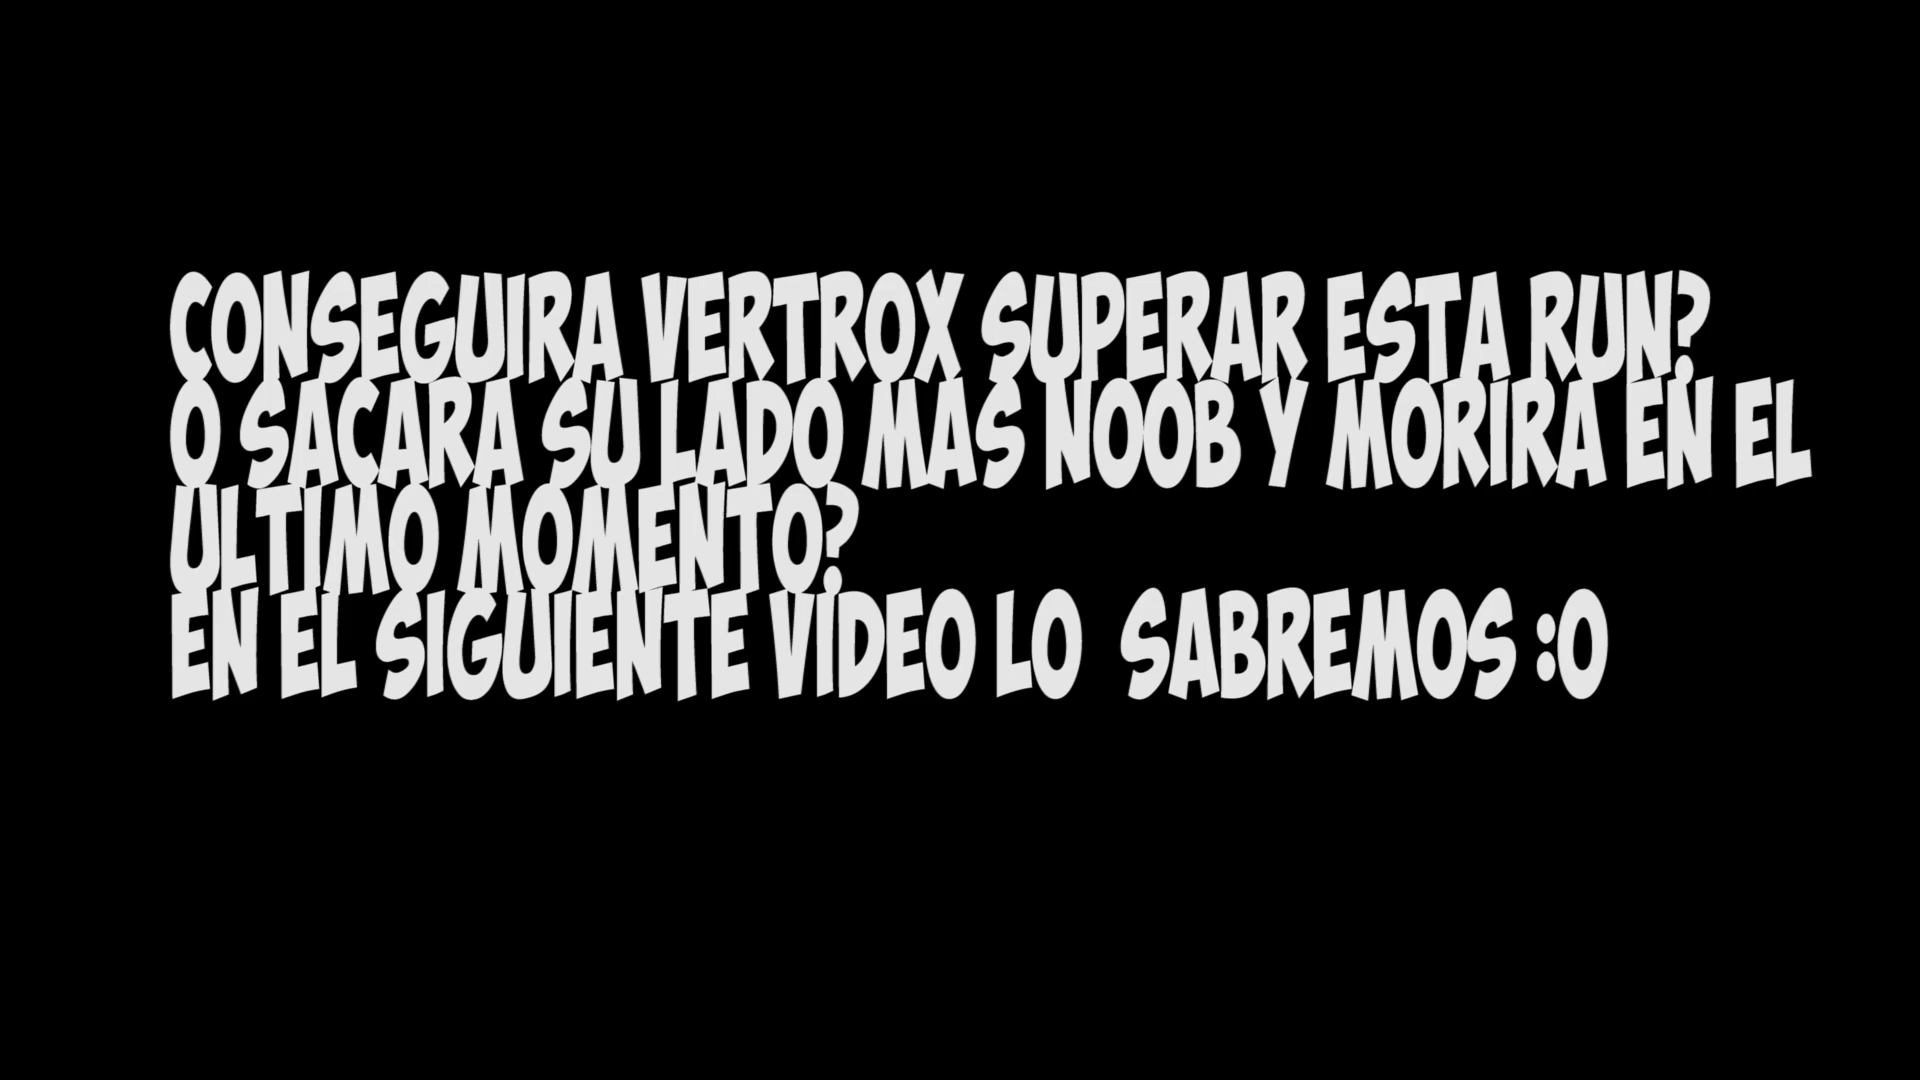 CONSEGUIRA VERTROX SUPERAR ESTA RUN?
O SACARA SU LADO MAS NOOB Y MORIRA EN EL
ULTIMO MOMENTO?
EN EL SIGUIENTE VIDEO LO  SABREMOS :O